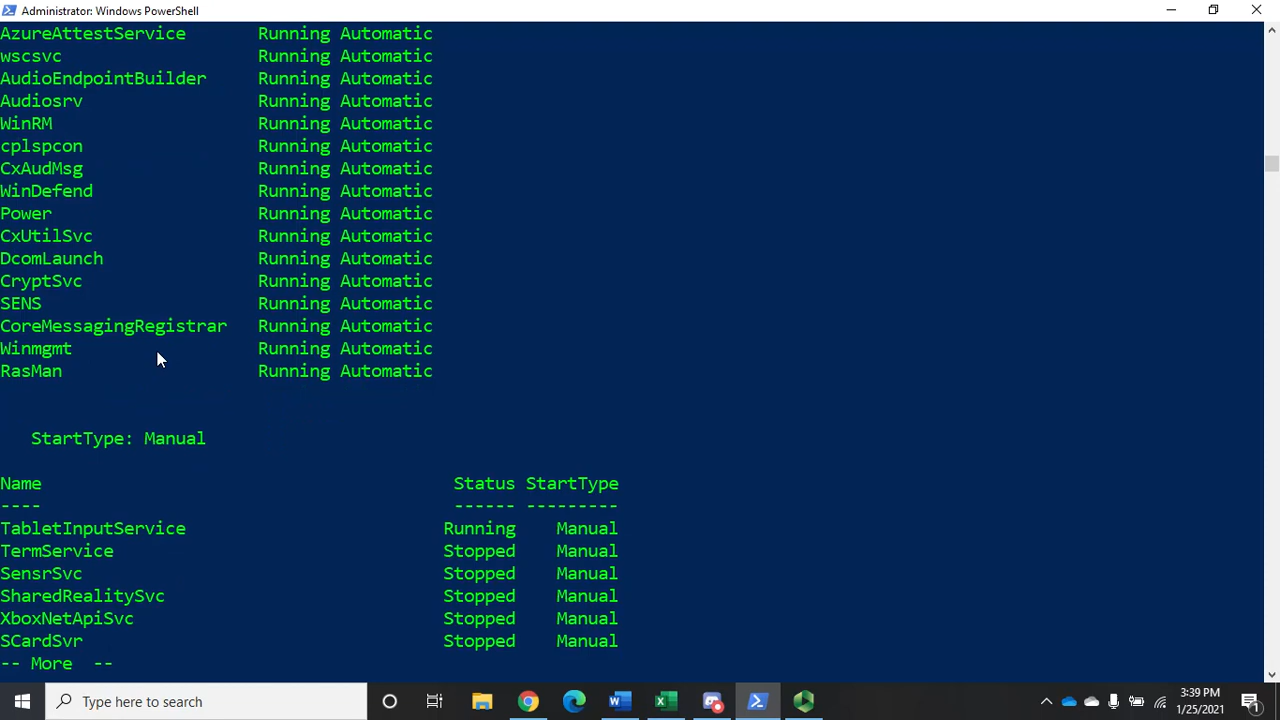 Administrator: Windows PowerShell
AzureAttestService Running Automatic
wscsvc Running Automatic
AudioEndpointBuilder Running Automatic
Audiosrv Running Automatic
WinRM Running Automatic
cplspcon Running Automatic
CxAudMsg Running Automatic
WinDefend Running Automatic
Power Running Automatic
CxUtilSvc Running Automatic
DcomLaunch Running Automatic
CryptSvc Running Automatic
SENS Running Automatic
CoreMessagingRegistrar Running Automatic
Winmgmt Running Automatic
RasMan Running Automatic
StartType: Manual
Name Status StartType
---- ------ ---------
TabletInputService Running Manual
TermService Stopped Manual
SensrSvc Stopped Manual
SharedRealitySvc Stopped Manual
XboxNetApiSvc Stopped Manual
SCardSvr Stopped Manual
-- More --
Type here to search
3:39 PM
1/25/2021
1